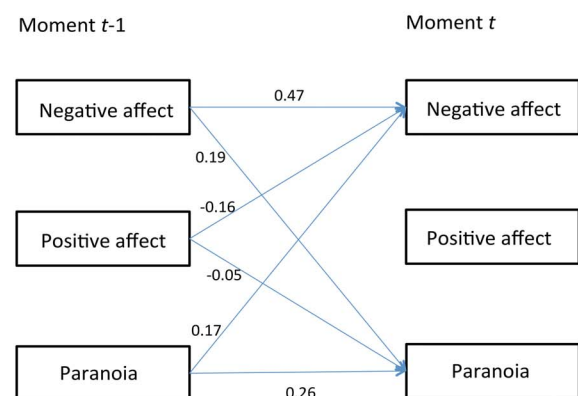 Moment t-1
Moment t
Negative affect
0.47
Negative affect
0.19
-0.16
Positive affect
Positive affect
-0.05
0.17
Paranoia
Paranoia
0.26